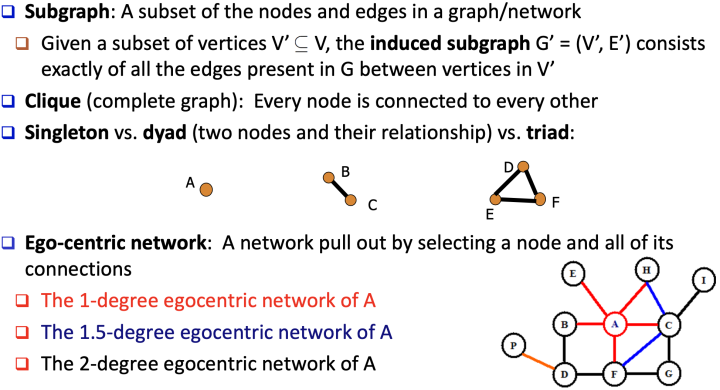 Subgraph: A subset of the nodes and edges in a graph/network
Given a subset of vertices V’ ⊆ V, the induced subgraph G’ = (V’, E’) consists
exactly of all the edges present in G between vertices in V’
Clique (complete graph):  Every node is connected to every other
Singleton vs. dyad (two nodes and their relationship) vs. triad:
A
B
C
D
E
F
Ego-centric network:  A network pull out by selecting a node and all of its
connections
The 1-degree egocentric network of A
The 1.5-degree egocentric network of A
The 2-degree egocentric network of A
E
H
I
B
A
C
P
D
F
G